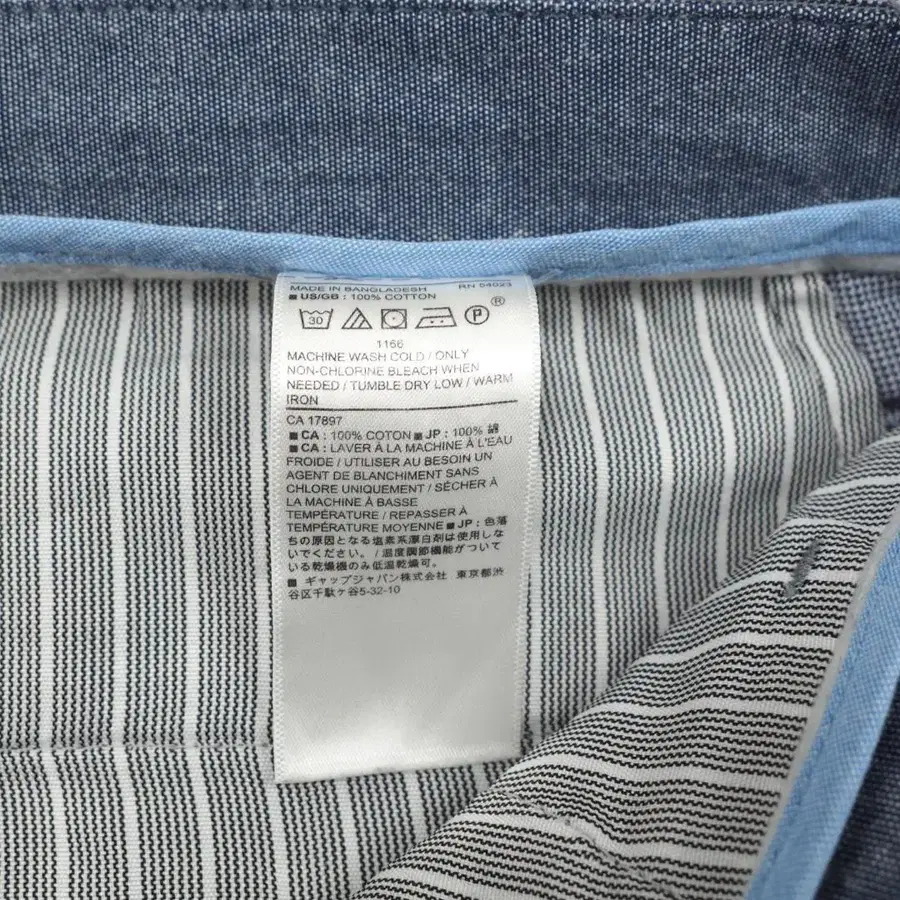 MADE IN BANGLADESH RN 54023
■ US/GB : 100% COTTON
30 P ®
1166
MACHINE WASH COLD / ONLY
NON-CHLORINE BLEACH WHEN
NEEDED / TUMBLE DRY LOW / WARM
IRON
CA 17897
■ CA : 100% COTON ■ JP : 100% 綿
■ CA : LAVER À LA MACHINE À L'EAU
FROIDE / UTILISER AU BESOIN UN
AGENT DE BLANCHIMENT SANS
CHLORE UNIQUEMENT / SÉCHER À
LA MACHINE À BASSE
TEMPÉRATURE / REPASSER À
TEMPÉRATURE MOYENNE ■ JP : 色落
ちの原因となる塩素系漂白剤は使用しな
いでください。 / 温度調節機能がついて
いる乾燥機のみ低温乾燥可。
■ ギャップジャパン株式会社 東京都渋
谷区千駄ヶ谷5-32-10